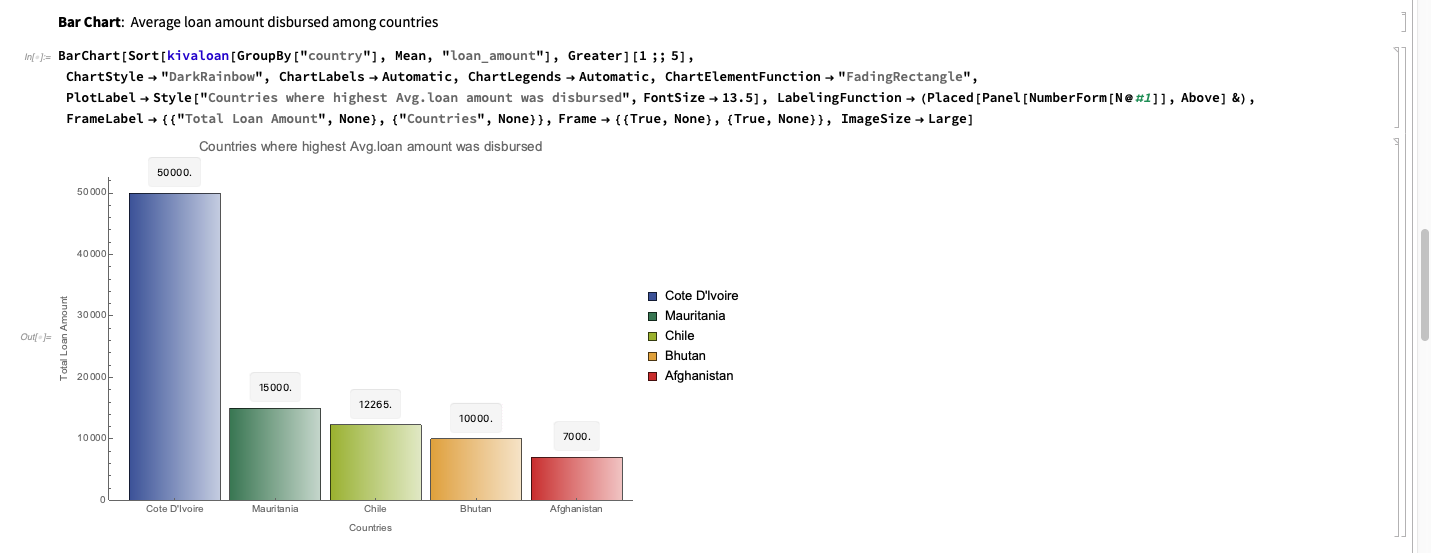 Bar Chart: Average loan amount disbursed among countries
In[◦]:= BarChart[Sort[kivaloan[GroupBy["country"], Mean, "loan_amount"], Greater][1 ;; 5],
ChartStyle → "DarkRainbow", ChartLabels → Automatic, ChartLegends → Automatic, ChartElementFunction → "FadingRectangle",
PlotLabel → Style["Countries where highest Avg.loan amount was disbursed", FontSize → 13.5], LabelingFunction → (Placed[Panel[NumberForm[N@#1]], Above] &),
FrameLabel → {{"Total Loan Amount", None}, {"Countries", None}}, Frame → {{True, None}, {True, None}}, ImageSize → Large]
Countries where highest Avg.loan amount was disbursed
50000.
50000
40000
30000
20000
10000
0
Total Loan Amount
Out[◦]=
15000.
12265.
10000.
7000.
Cote D'Ivoire
Mauritania
Chile
Bhutan
Afghanistan
Cote D'Ivoire Mauritania Chile Bhutan Afghanistan
Countries